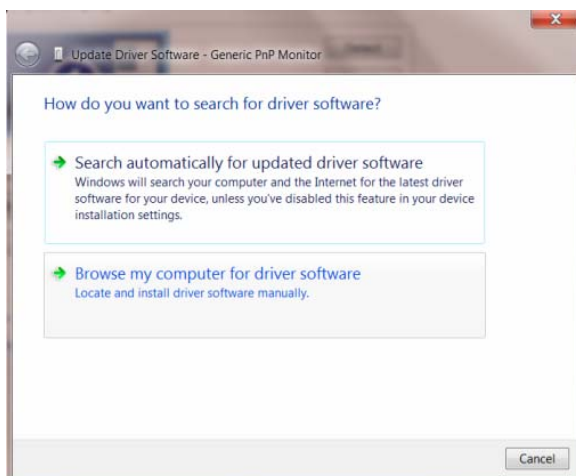 Update Driver Software - Generic PnP Monitor
How do you want to search for driver software?
Search automatically for updated driver software
Windows will search your computer and the Internet for the latest driver
software for your device, unless you've disabled this feature in your device
installation settings.
Browse my computer for driver software
Locate and install driver software manually.
Cancel